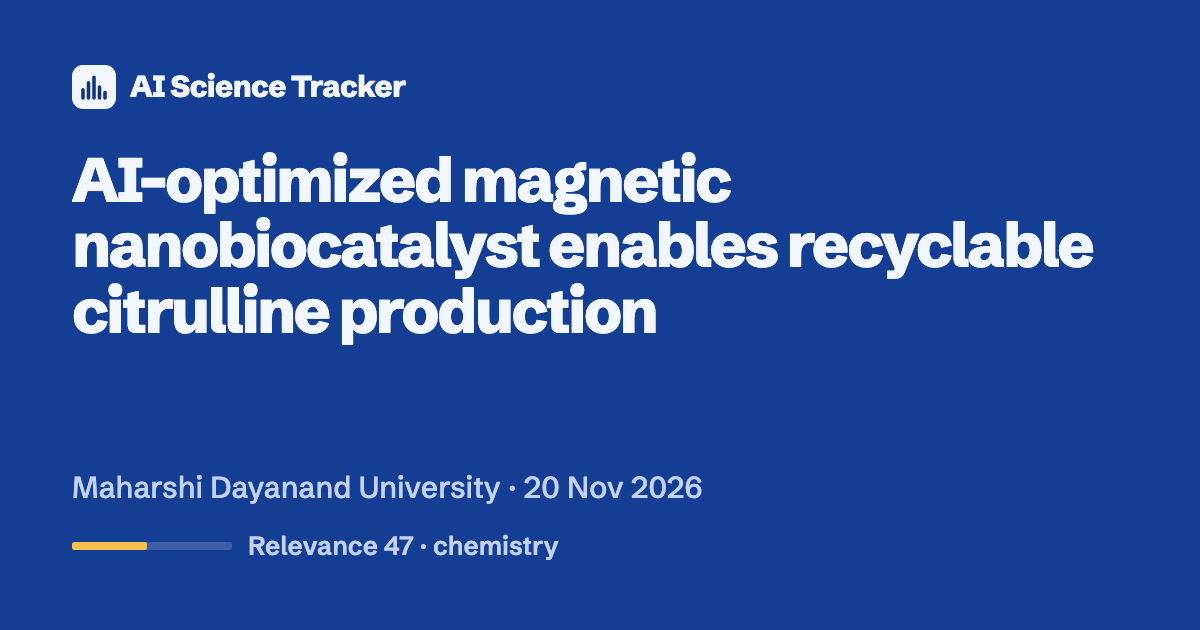 AI Science Tracker
AI-optimized magnetic
nanobiocatalyst enables recyclable
citrulline production
Maharshi Dayanand University · 20 Nov 2026
Relevance 47 · chemistry